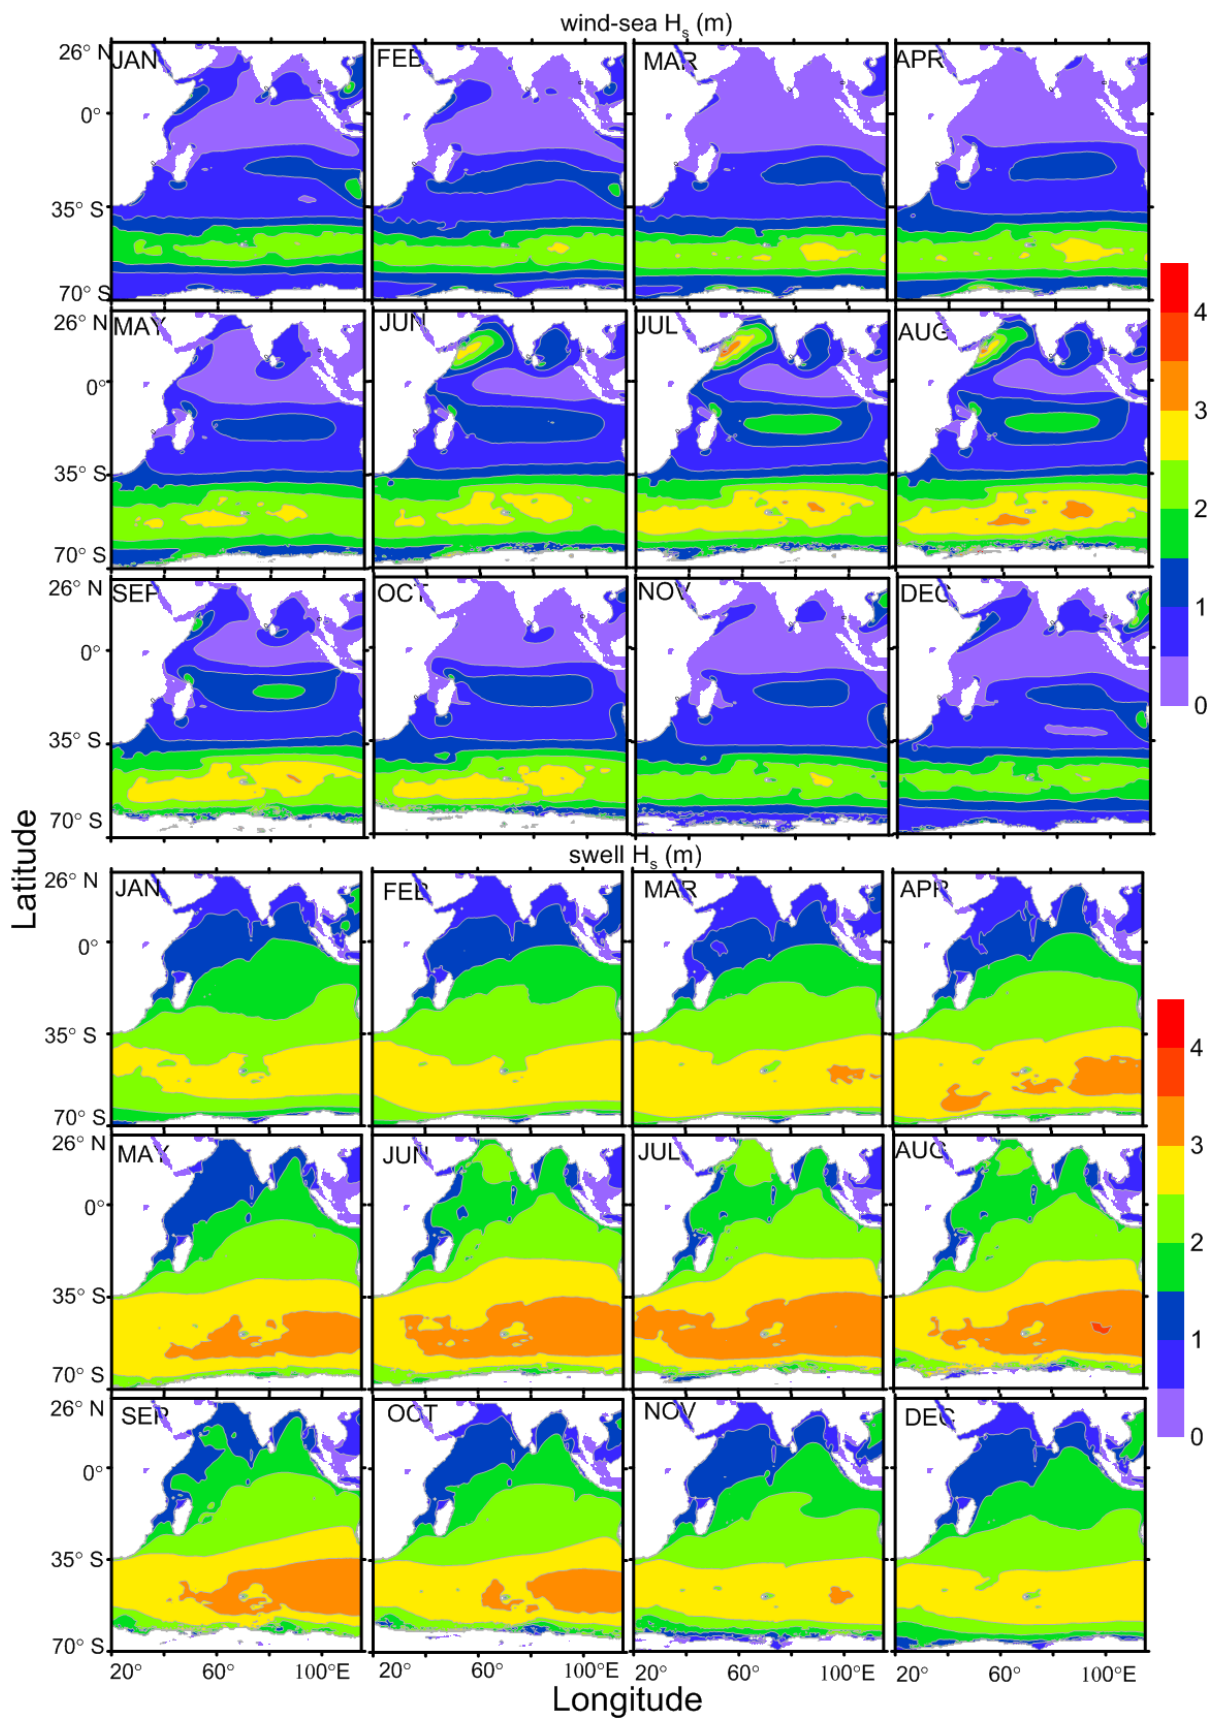 wind-sea Hs (m)
26° N JAN FEB MAR APR
0°
35° S
70° S
26° N MAY JUN JUL AUG
0°
35° S
70° S
26° N SEP OCT NOV DEC
0°
35° S
70° S
4
3
2
1
0
Latitude
swell Hs (m)
26° N JAN FEB MAR APR
0°
35° S
70° S
26° N MAY JUN JUL AUG
0°
35° S
70° S
26° N SEP OCT NOV DEC
0°
35° S
70° S
4
3
2
1
0
20° 60° 100°E 20° 60° 100°E 20° 60° 100°E 20° 60° 100°E
Longitude